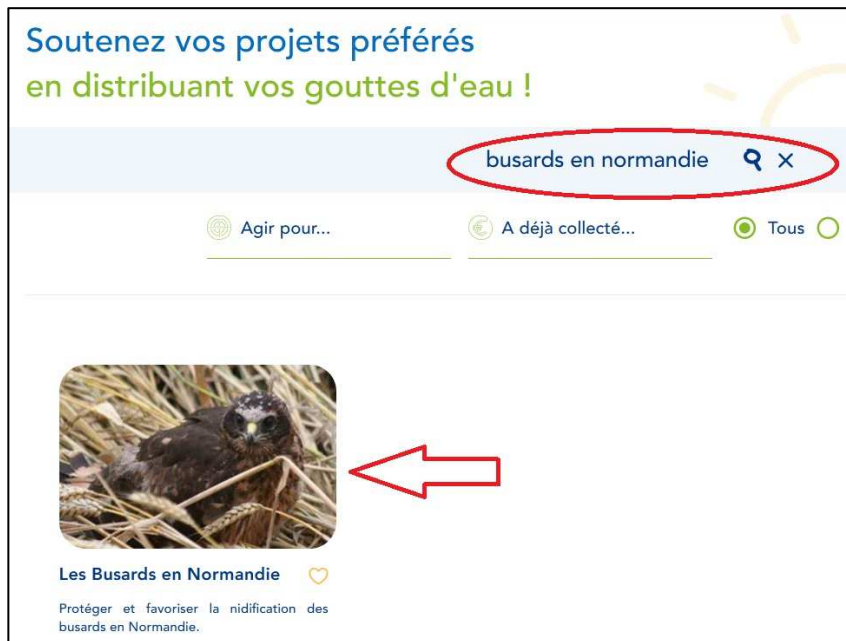 Soutenez vos projets préférés
en distribuant vos gouttes d'eau !
busards en normandie
Agir pour...
A déjà collecté...
Tous
Les Busards en Normandie
Protéger et favoriser la nidification des
busards en Normandie.